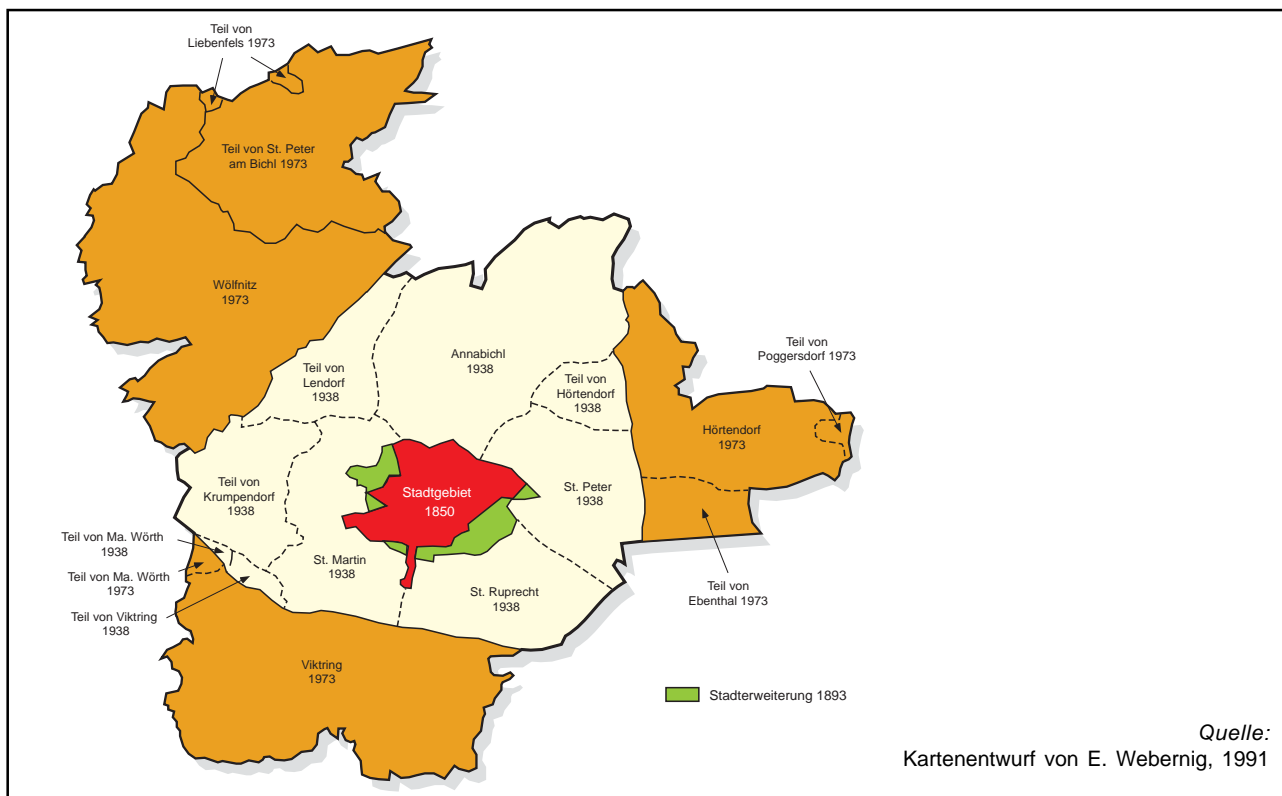 Teil von
Liebenfels 1973
Teil von St. Peter
am Bichl 1973
Wölfnitz
1973
Teil von
Lendorf
1938
Annabichl
1938
Teil von
Hörtendorf
1938
Teil von
Poggersdorf 1973
Hörtendorf
1973
Teil von
Krumpendorf
1938
Stadtgebiet
1850
St. Peter
1938
Teil von Ma. Wörth
1938
Teil von Ma. Wörth
1973
Teil von Viktring
1938
St. Martin
1938
St. Ruprecht
1938
Teil von
Ebenthal 1973
Viktring
1973
Stadterweiterung 1893
Quelle:
Kartenentwurf von E. Webernig, 1991